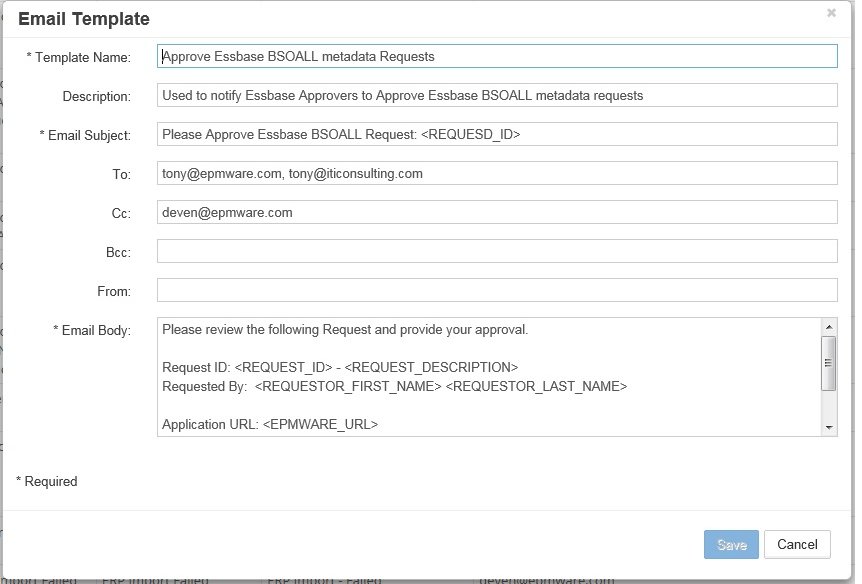 Email Template
×
* Template Name: Approve Essbase BSOALL metadata Requests
Description: Used to notify Essbase Approvers to Approve Essbase BSOALL metadata requests
* Email Subject: Please Approve Essbase BSOALL Request: <REQUESD_ID>
To: tony@epmware.com, tony@iticonsulting.com
Cc: deven@epmware.com
Bcc:
From:
* Email Body: Please review the following Request and provide your approval.
Request ID: <REQUEST_ID> - <REQUEST_DESCRIPTION>
Requested By: <REQUESTOR_FIRST_NAME> <REQUESTOR_LAST_NAME>
Application URL: <EPMWARE_URL>
* Required
Save Cancel
Import Failed ERP Import Failed ERP Import - Failed deven@epmware.com